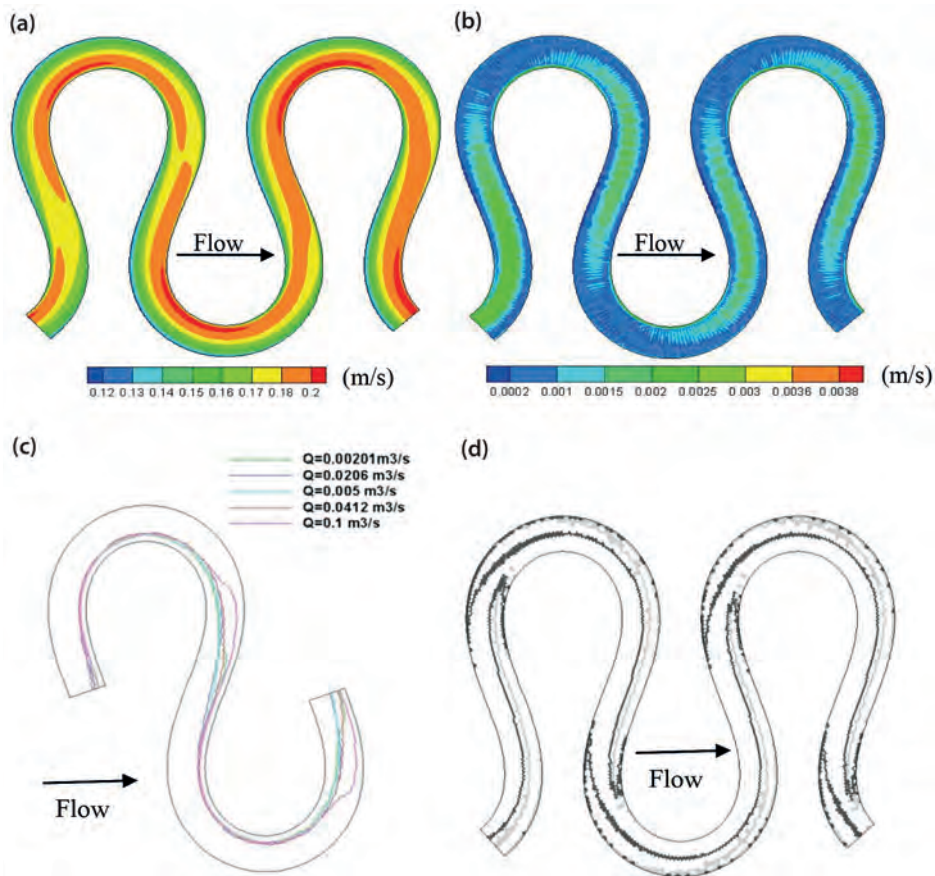 (a)
(b)
Flow
Flow
(m/s)
0.12 0.13 0.14 0.15 0.16 0.17 0.18 0.2
(m/s)
0.0002 0.001 0.0015 0.002 0.0025 0.003 0.0036 0.0038
(c)
Q=0.00201m3/s
Q=0.0206 m3/s
Q=0.005 m3/s
Q=0.0412 m3/s
Q=0.1 m3/s
(d)
Flow
Flow